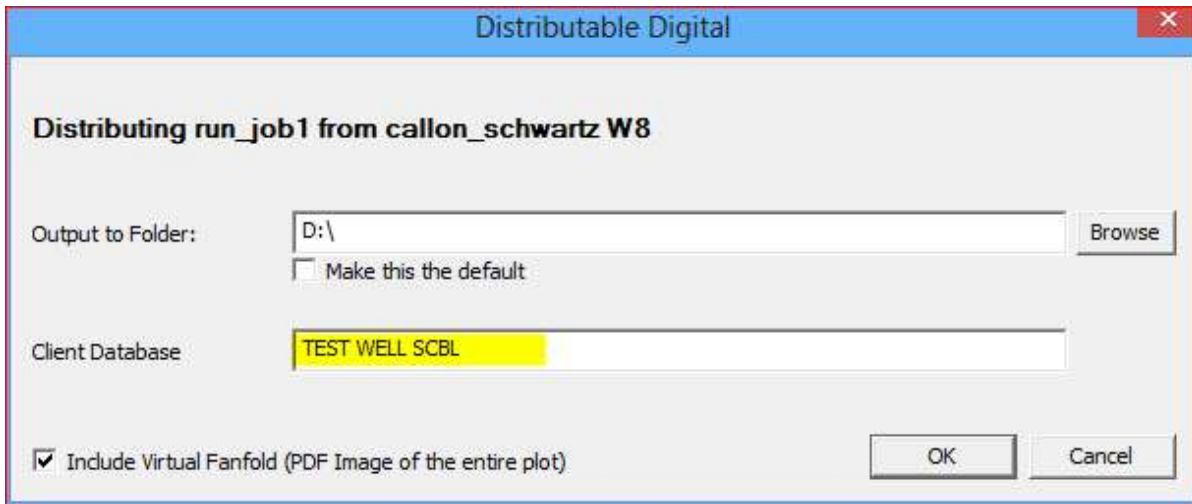 Distributable Digital
Distributing run_job1 from callon_schwartz W8
Output to Folder: D:\ Browse
Make this the default
Client Database TEST WELL SCBL
Include Virtual Fanfold (PDF Image of the entire plot) OK Cancel